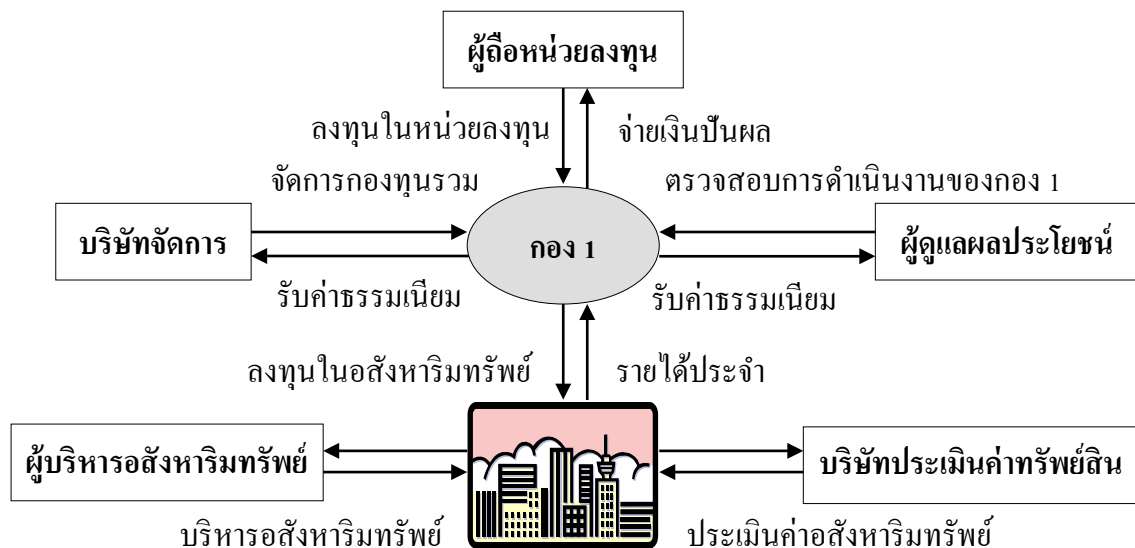 ผู้ถือหน่วยลงทุน
ลงทุนในหน่วยลงทุน
จ่ายเงินปันผล
จัดการกองทุนรวม
ตรวจสอบการดำเนินงานของกอง 1
บริษัทจัดการ
กอง 1
ผู้ดูแลผลประโยชน์
รับค่าธรรมเนียม
รับค่าธรรมเนียม
ลงทุนในอสังหาริมทรัพย์
รายได้ประจำ
ผู้บริหารอสังหาริมทรัพย์
บริษัทประเมินค่าทรัพย์สิน
บริหารอสังหาริมทรัพย์
ประเมินค่าอสังหาริมทรัพย์